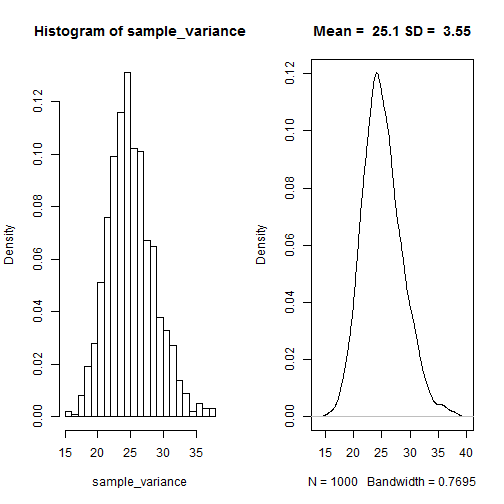 Histogram of sample_variance
Density
0.00 0.02 0.04 0.06 0.08 0.10 0.12
15 20 25 30 35
sample_variance
Mean =  25.1 SD =  3.55
Density
0.00 0.02 0.04 0.06 0.08 0.10 0.12
15 20 25 30 35 40
N = 1000   Bandwidth = 0.7695